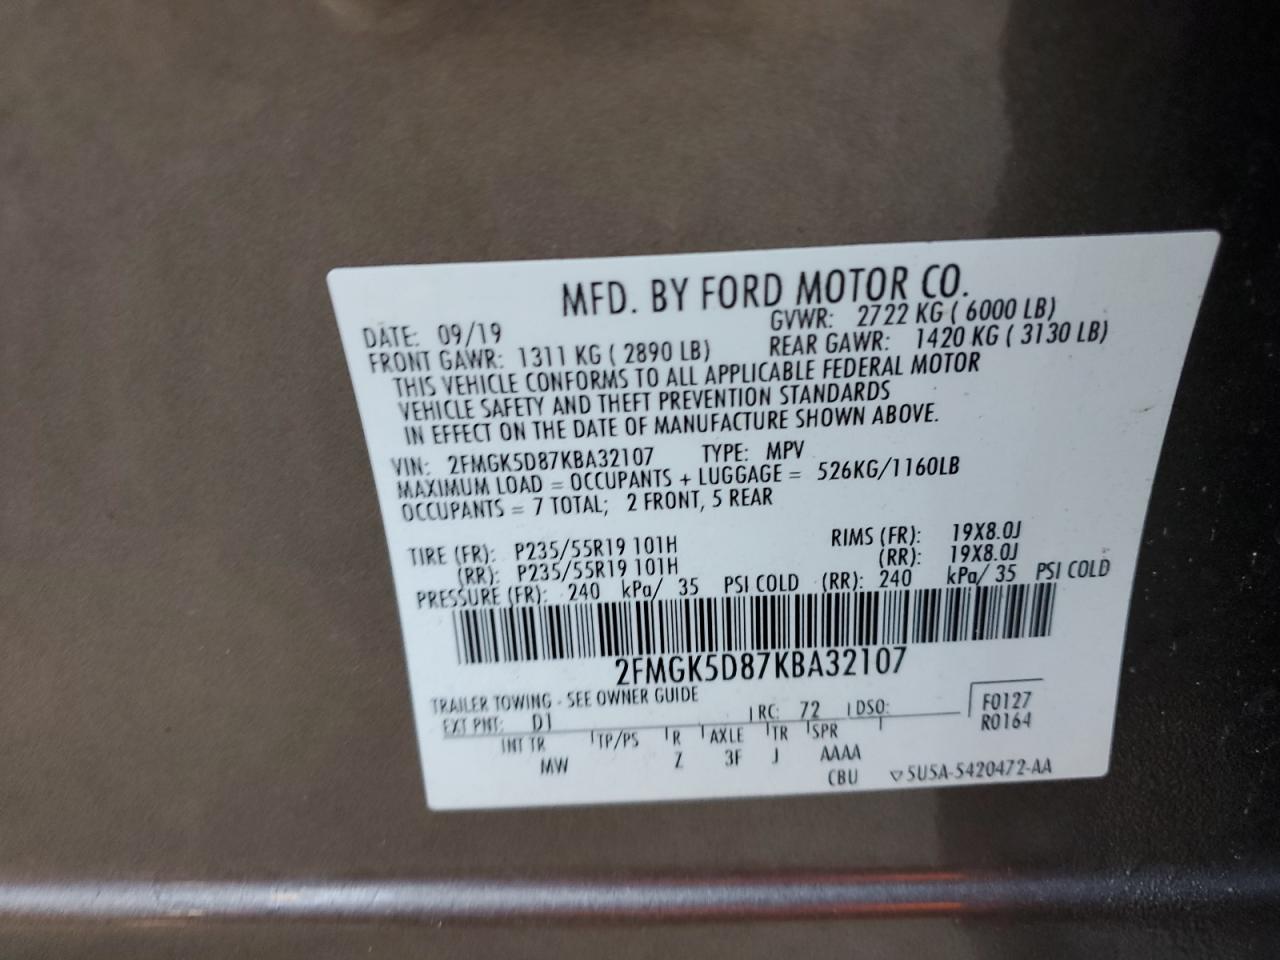 MFD. BY FORD MOTOR CO.
DATE: 09/19 GVWR: 2722 KG ( 6000 LB)
FRONT GAWR: 1311 KG ( 2890 LB) REAR GAWR: 1420 KG ( 3130 LB)
THIS VEHICLE CONFORMS TO ALL APPLICABLE FEDERAL MOTOR
VEHICLE SAFETY AND THEFT PREVENTION STANDARDS
IN EFFECT ON THE DATE OF MANUFACTURE SHOWN ABOVE.
VIN: 2FMGK5D87KBA32107 TYPE: MPV
MAXIMUM LOAD = OCCUPANTS + LUGGAGE = 526KG/1160LB
OCCUPANTS = 7 TOTAL; 2 FRONT, 5 REAR
TIRE (FR): P235/55R19 101H RIMS (FR): 19X8.0J
(RR): P235/55R19 101H (RR): 19X8.0J
PRESSURE (FR): 240 kPa/ 35 PSI COLD (RR): 240 kPa/ 35 PSI COLD
2FMGK5D87KBA32107
TRAILER TOWING - SEE OWNER GUIDE
EXT PNT: D1 RC: 72 DSO: F0127
R0164
INT TR TP/PS R AXLE TR SPR
MW Z 3F J AAAA
CBU ▽5U5A-5420472-AA